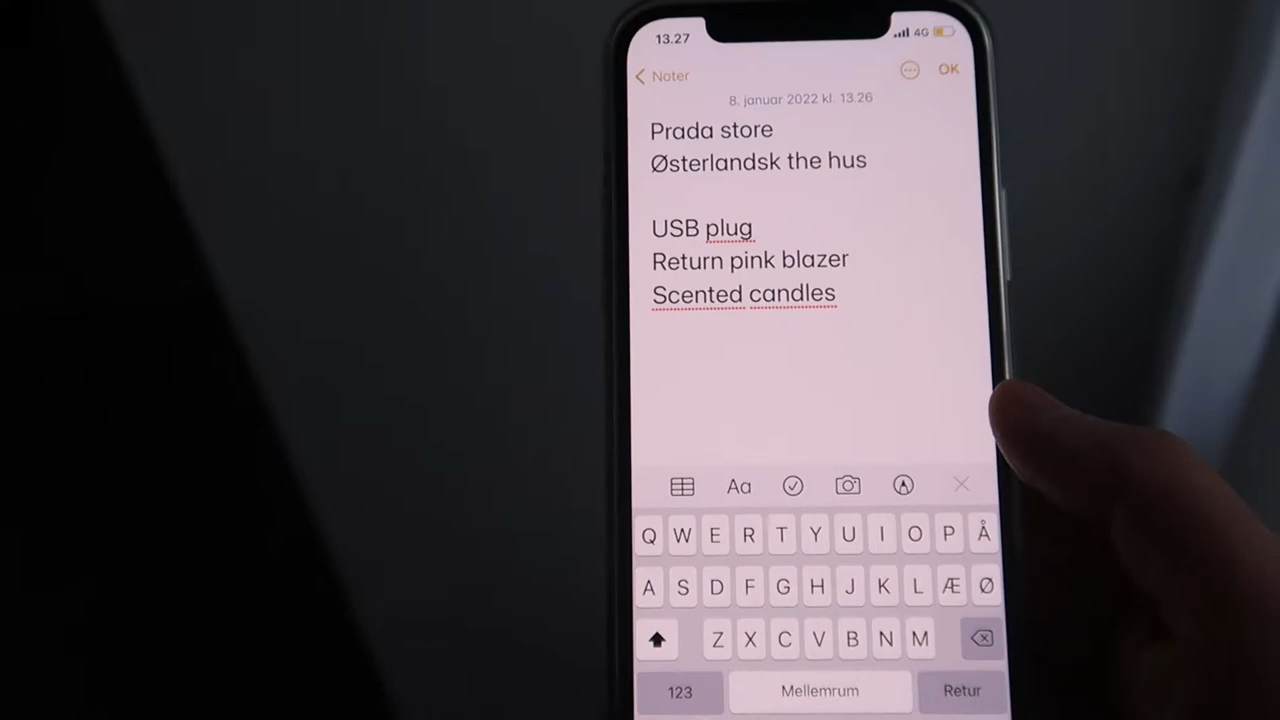 13.27 4G
Noter OK
8. januar 2022 kl. 13.26
Prada store
Østerlandsk the hus
USB plug
Return pink blazer
Scented candles
Aa
Q W E R T Y U I O P Å
A S D F G H J K L Æ Ø
Z X C V B N M
123 Mellemrum Retur